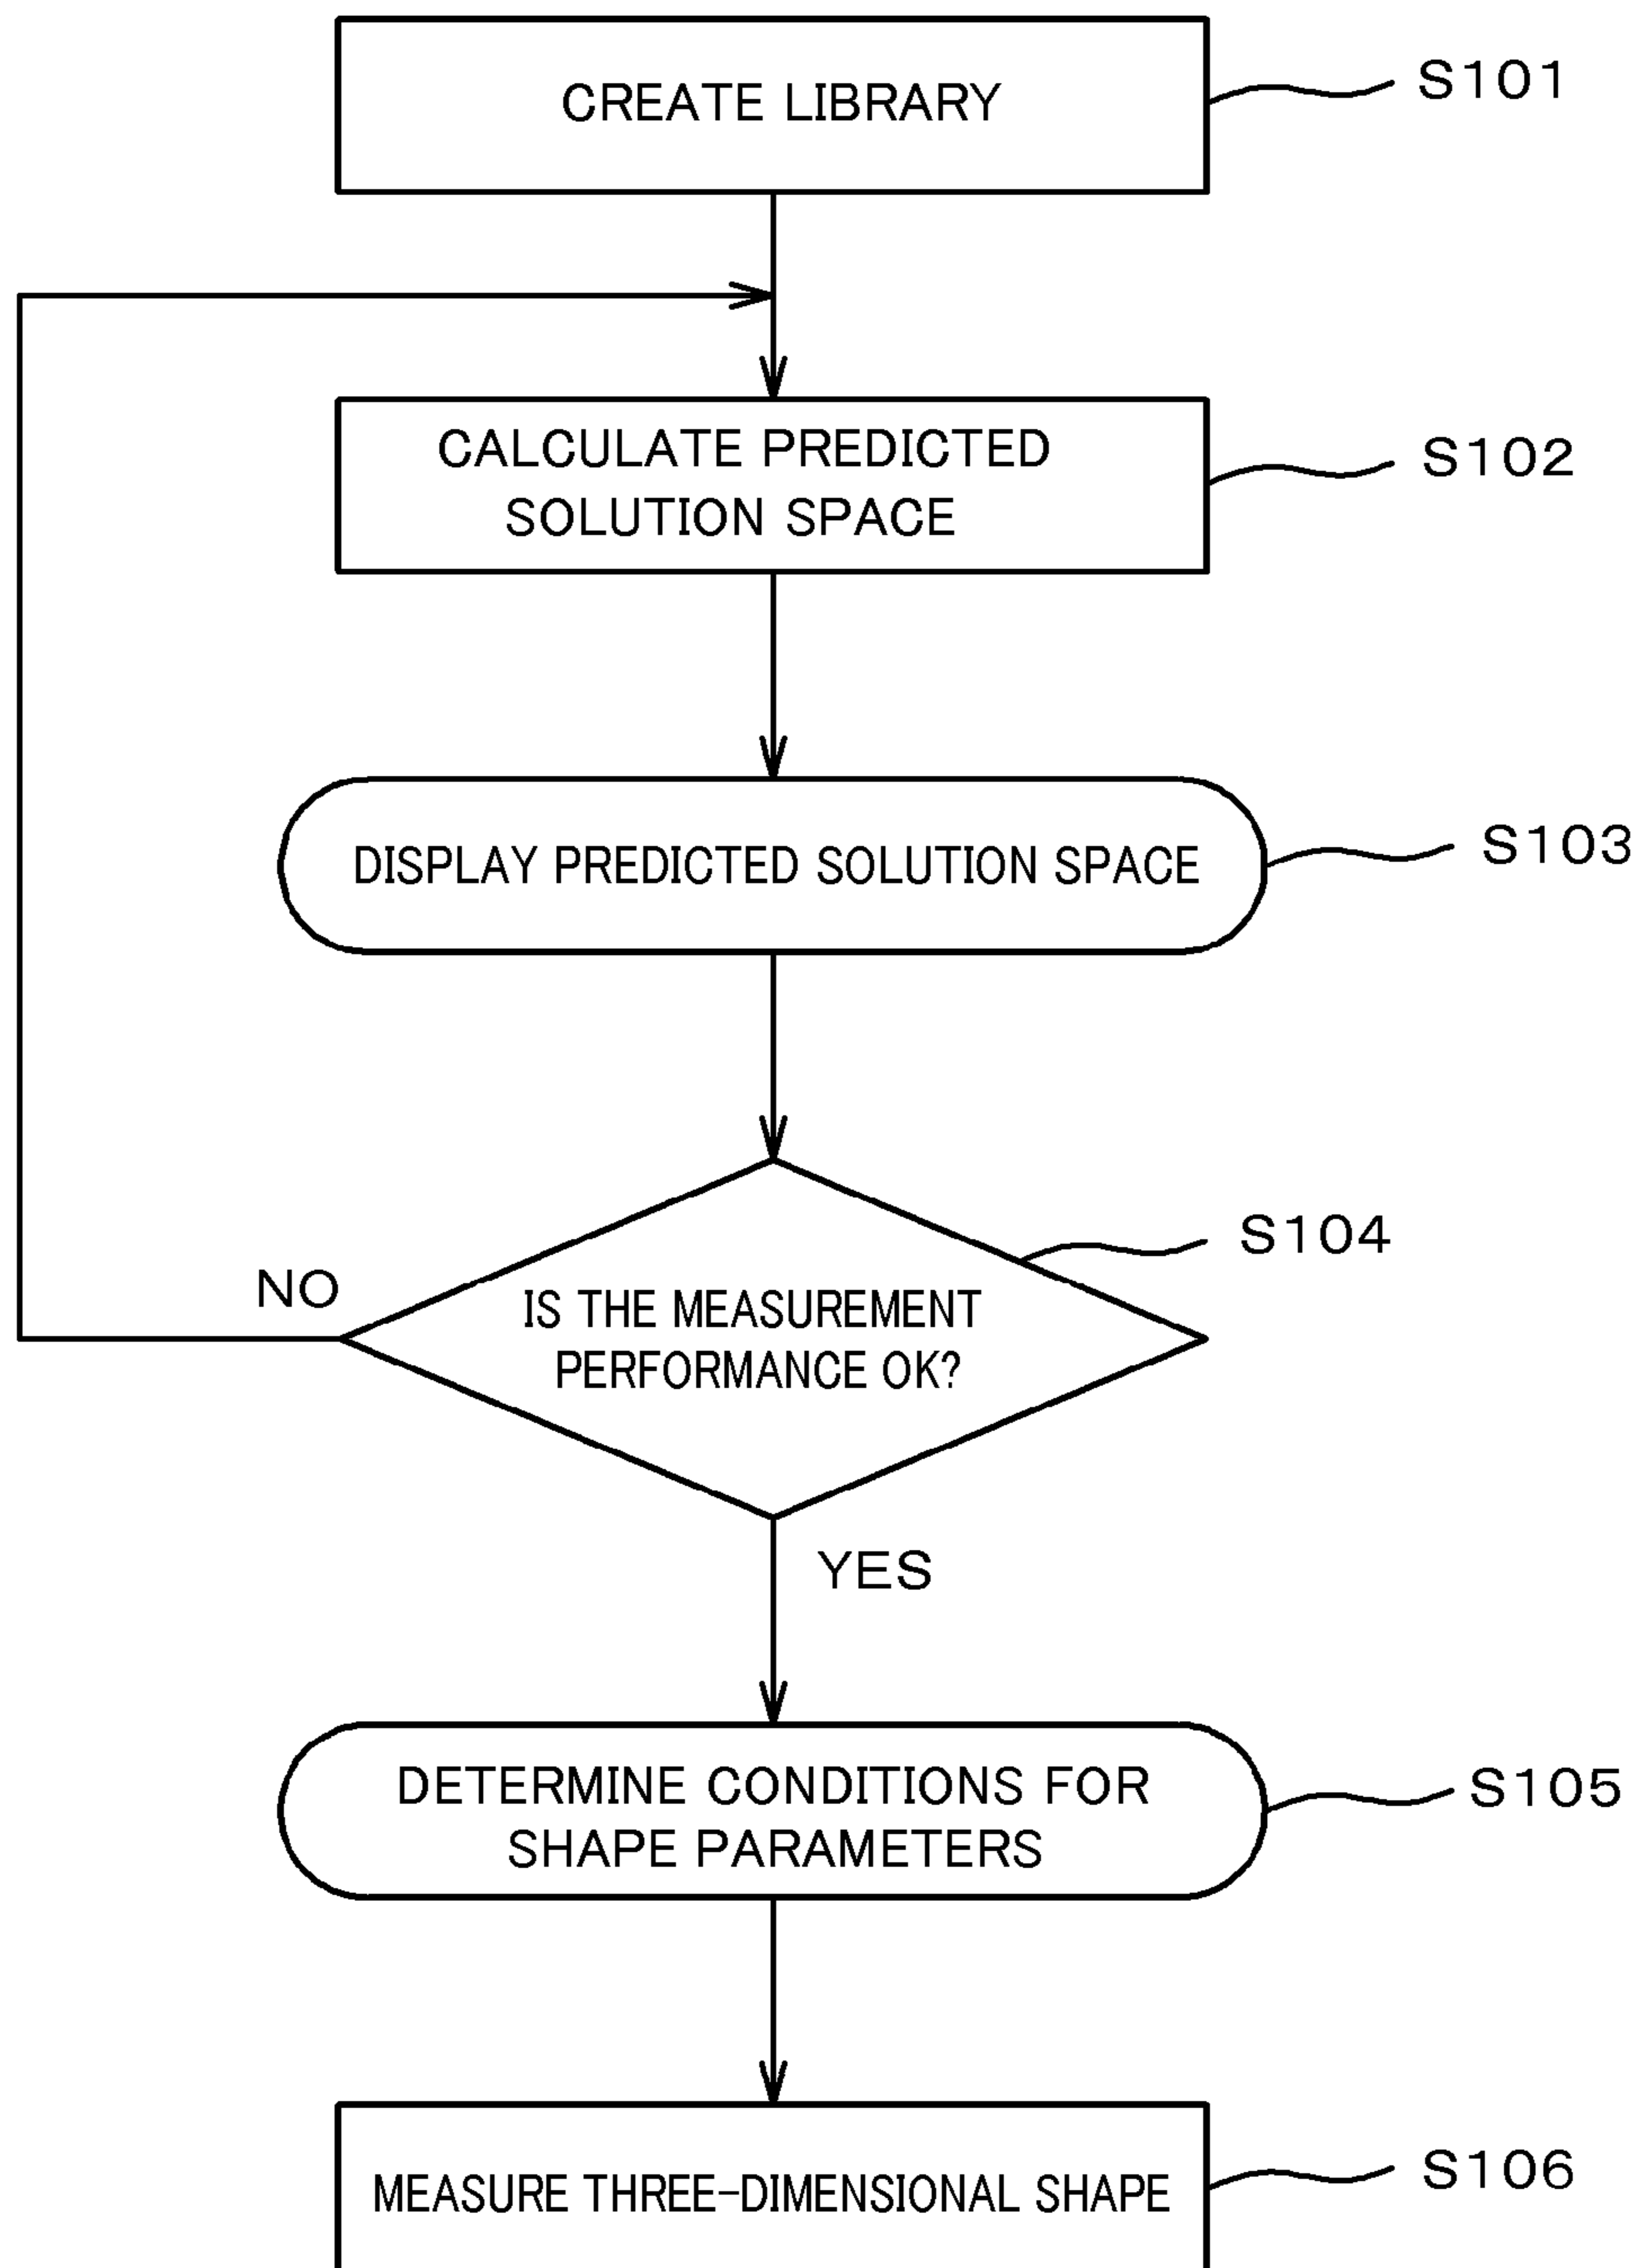 CREATE LIBRARY
S101
CALCULATE PREDICTED
SOLUTION SPACE
S102
DISPLAY PREDICTED SOLUTION SPACE
S103
S104
NO
IS THE MEASUREMENT
PERFORMANCE OK?
YES
DETERMINE CONDITIONS FOR
SHAPE PARAMETERS
S105
MEASURE THREE-DIMENSIONAL SHAPE
S106